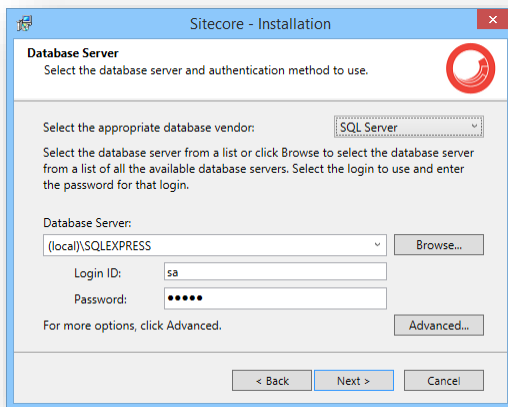 Sitecore - Installation
Database Server
Select the database server and authentication method to use.
Select the appropriate database vendor: SQL Server
Select the database server from a list or click Browse to select the database server
from a list of all the available database servers. Select the login to use and enter
the password for that login.
Database Server:
(local)\SQLEXPRESS Browse...
Login ID: sa
Password: •••••
For more options, click Advanced. Advanced...
< Back Next > Cancel